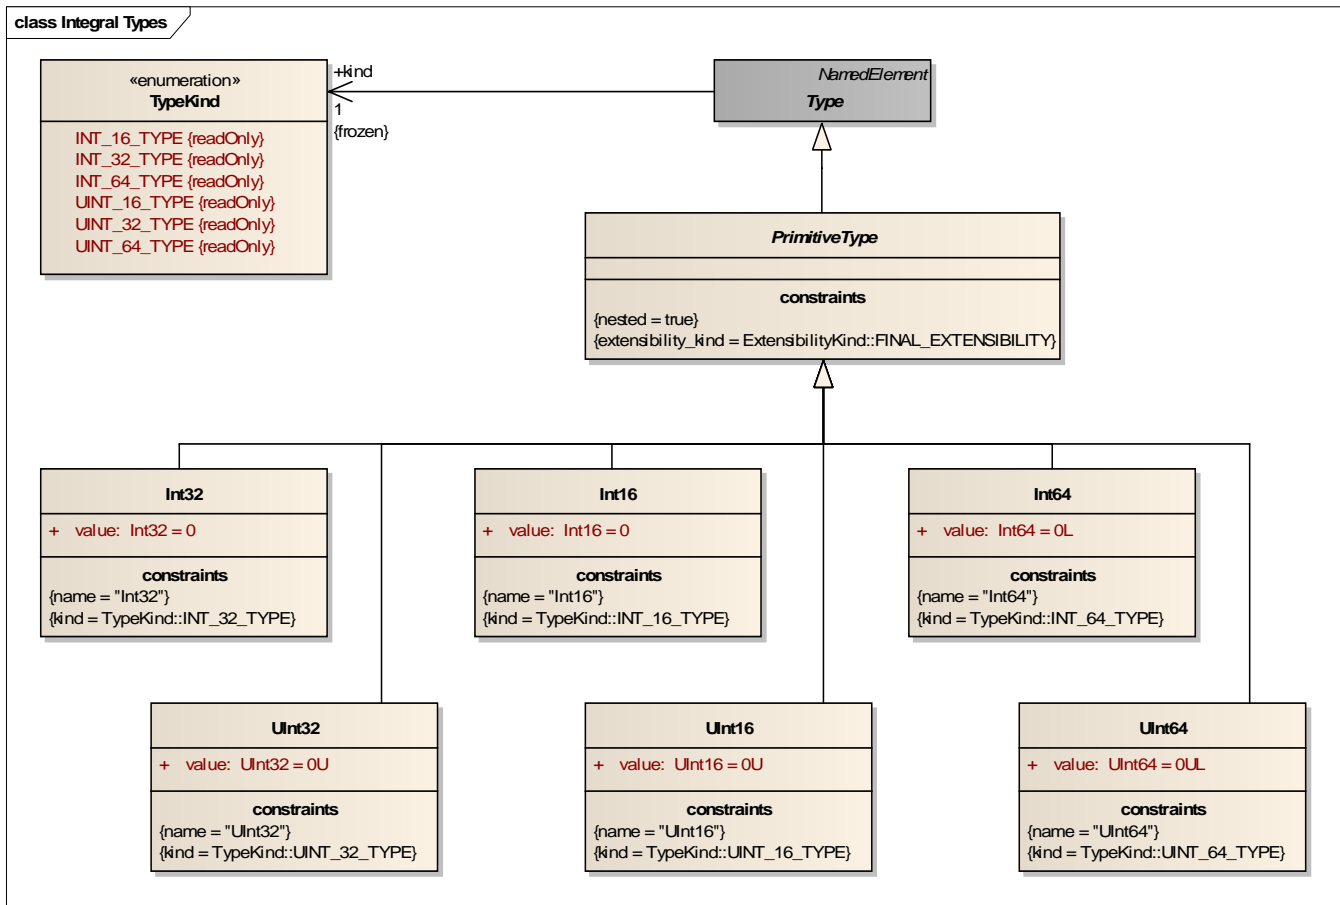 class Integral Types
«enumeration»
TypeKind
INT_16_TYPE {readOnly}
INT_32_TYPE {readOnly}
INT_64_TYPE {readOnly}
UINT_16_TYPE {readOnly}
UINT_32_TYPE {readOnly}
UINT_64_TYPE {readOnly}
+kind
1
{frozen}
NamedElement
Type
PrimitiveType
constraints
{nested = true}
{extensibility_kind = ExtensibilityKind::FINAL_EXTENSIBILITY}
Int32
+ value: Int32 = 0
constraints
{name = "Int32"}
{kind = TypeKind::INT_32_TYPE}
Int16
+ value: Int16 = 0
constraints
{name = "Int16"}
{kind = TypeKind::INT_16_TYPE}
Int64
+ value: Int64 = 0L
constraints
{name = "Int64"}
{kind = TypeKind::INT_64_TYPE}
UInt32
+ value: UInt32 = 0U
constraints
{name = "UInt32"}
{kind = TypeKind::UINT_32_TYPE}
UInt16
+ value: UInt16 = 0U
constraints
{name = "UInt16"}
{kind = TypeKind::UINT_16_TYPE}
UInt64
+ value: UInt64 = 0UL
constraints
{name = "UInt64"}
{kind = TypeKind::UINT_64_TYPE}